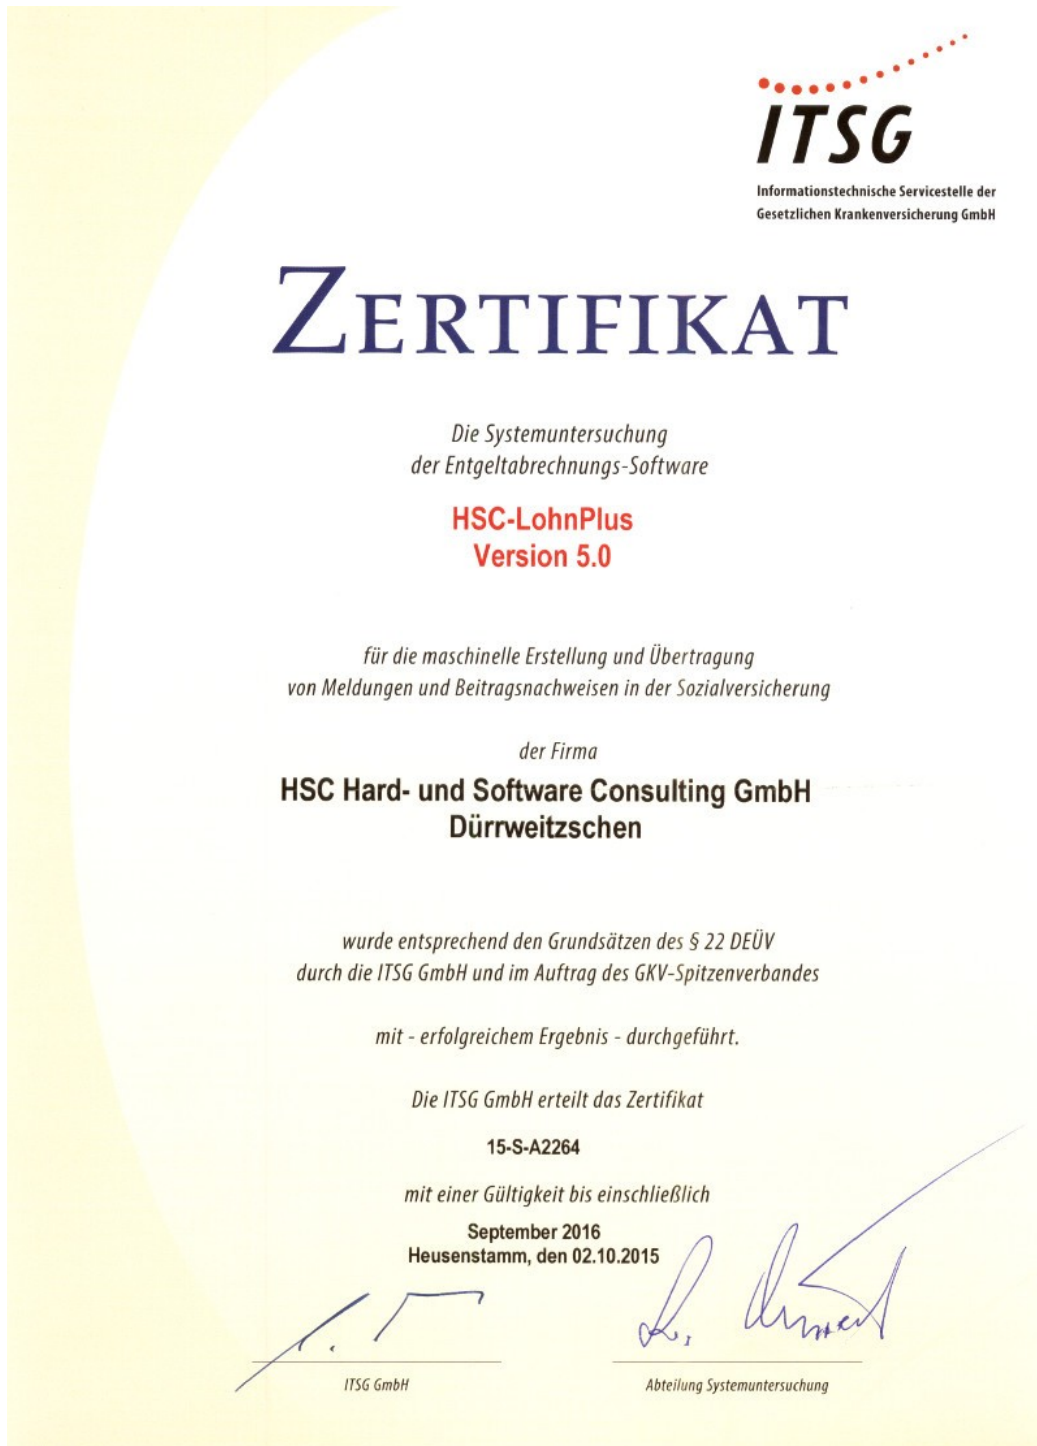 ITSG
Informationstechnische Servicestelle der
Gesetzlichen Krankenversicherung GmbH
ZERTIFIKAT
Die Systemuntersuchung
der Entgeltabrechnungs-Software
HSC-LohnPlus
Version 5.0
für die maschinelle Erstellung und Übertragung
von Meldungen und Beitragsnachweisen in der Sozialversicherung
der Firma
HSC Hard- und Software Consulting GmbH
Dürrweitzschen
wurde entsprechend den Grundsätzen des § 22 DEÜV
durch die ITSG GmbH und im Auftrag des GKV-Spitzenverbandes
mit - erfolgreichem Ergebnis - durchgeführt.
Die ITSG GmbH erteilt das Zertifikat
15-S-A2264
mit einer Gültigkeit bis einschließlich
September 2016
Heusenstamm, den 02.10.2015
ITSG GmbH
Abteilung Systemuntersuchung